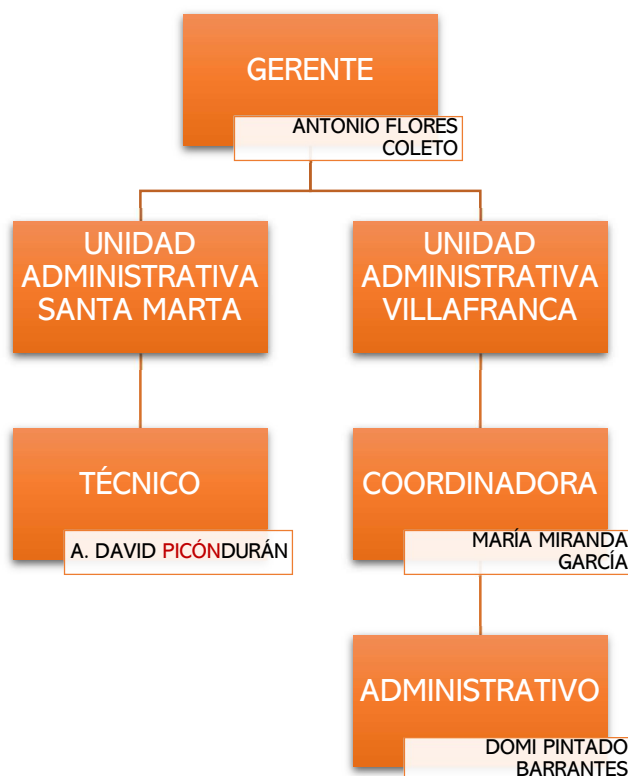 GERENTE
ANTONIO FLORES
COLETO
UNIDAD
ADMINISTRATIVA
SANTA MARTA
UNIDAD
ADMINISTRATIVA
VILLAFRANCA
TÉCNICO
A. DAVID PICÓNDURÁN
COORDINADORA
MARÍA MIRANDA
GARCÍA
ADMINISTRATIVO
DOMI PINTADO
BARRANTES